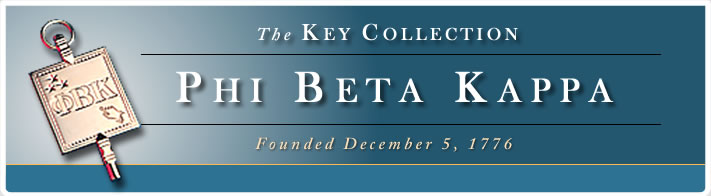 The KEY COLLECTION
PHI BETA KAPPA
Founded December 5, 1776
ΦΒΚ